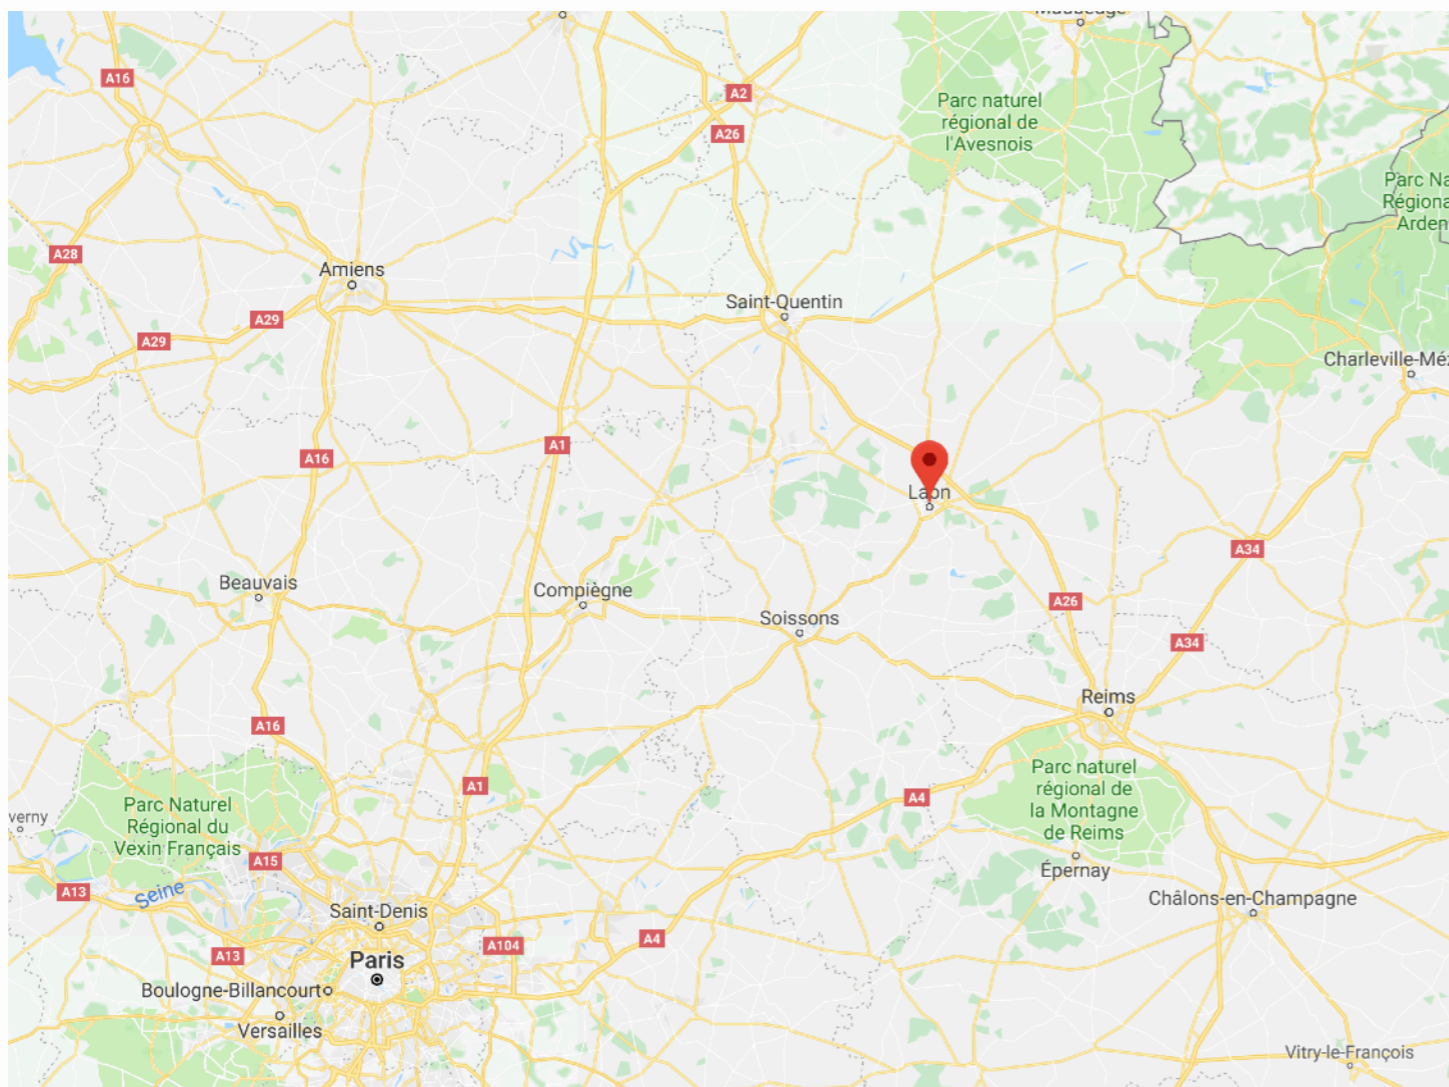 Maubeuge
A16
A2
A26
Parc naturel
régional de
l'Avesnois
Parc Na
Régiona
Arden
A28
Amiens
A29
A29
Saint-Quentin
Charleville-Méz
A1
A16
Laon
A34
Beauvais
Compiègne
Soissons
A26
A34
Reims
A16
A1
A4
Parc naturel
régional de
la Montagne
de Reims
Parc Naturel
Régional du
Vexin Français
verny
A15
Épernay
A13
Seine
Châlons-en-Champagne
Saint-Denis
A13
A104
A4
Paris
Boulogne-Billancourt
Versailles
Vitry-le-François